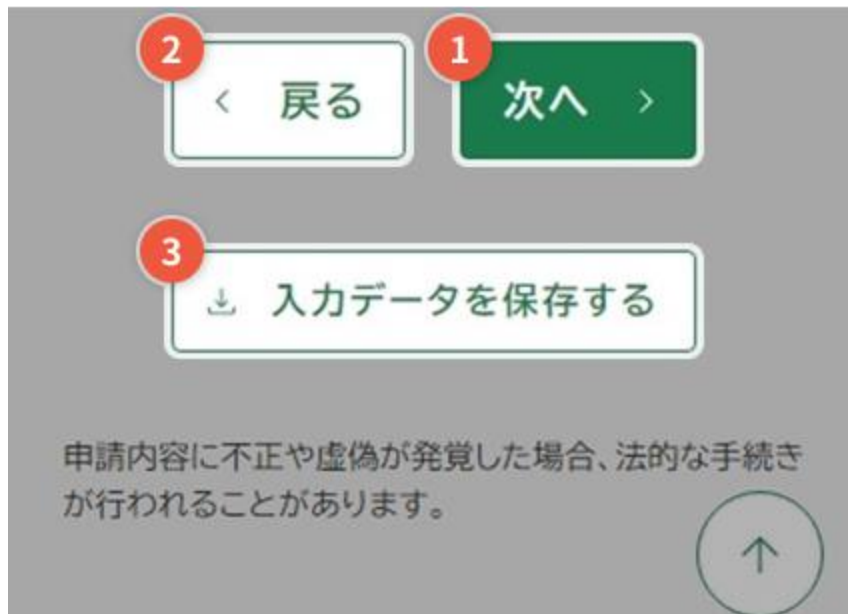 2 戻る 1 次へ
3 入力データを保存する
申請内容に不正や虚偽が発覚した場合、法的な手続き
が行われることがあります。